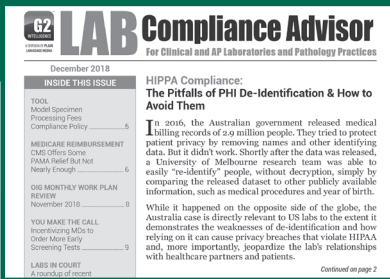 G2
INTELLIGENCE
A DIVISION OF PLAIN
LANGUAGE MEDIA
LAB Compliance Advisor
For Clinical and AP Laboratories and Pathology Practices
December 2018
INSIDE THIS ISSUE
TOOL
Model Specimen
Processing Fees
Compliance Policy 5
MEDICARE REIMBURSEMENT
CMS Offers Some
PAMA Relief But Not
Nearly Enough 6
OIG MONTHLY WORK PLAN
REVIEW
November 2018 8
YOU MAKE THE CALL
Incentivizing MDs to
Order More Early
Screening Tests 9
LABS IN COURT
A roundup of recent
HIPPA Compliance:
The Pitfalls of PHI De-Identification & How to
Avoid Them
In 2016, the Australian government released medical
billing records of 2.9 million people. They tried to protect
patient privacy by removing names and other identifying
data. But it didn't work. Shortly after the data was released,
a University of Melbourne research team was able to
easily "re-identify" people, without decryption, simply by
comparing the released dataset to other publicly available
information, such as medical procedures and year of birth.
While it happened on the opposite side of the globe, the
Australia case is directly relevant to US labs to the extent it
demonstrates the weaknesses of de-identification and how
relying on it can cause privacy breaches that violate HIPAA
and, more importantly, jeopardize the lab's relationships
with healthcare partners and patients.
Continued on page 2